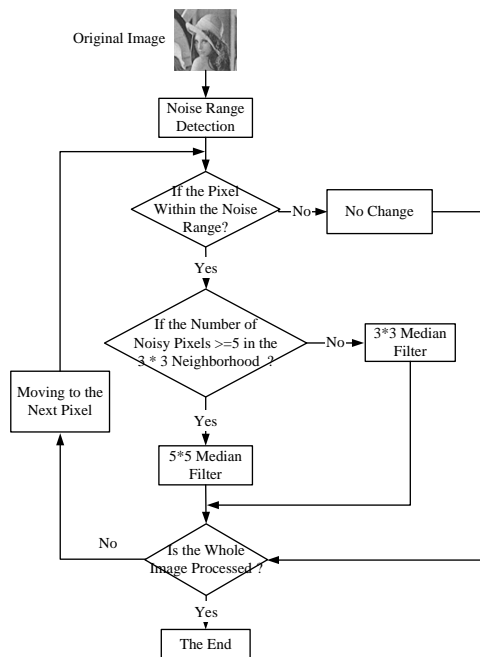 Original Image
Noise Range
Detection
If the Pixel
Within the Noise
Range?
No
No Change
Yes
If the Number of
Noisy Pixels >=5 in the
3 * 3 Neighborhood ?
No
3*3 Median
Filter
Moving to the
Next Pixel
Yes
5*5 Median
Filter
No
Is the Whole
Image Processed ?
Yes
The End